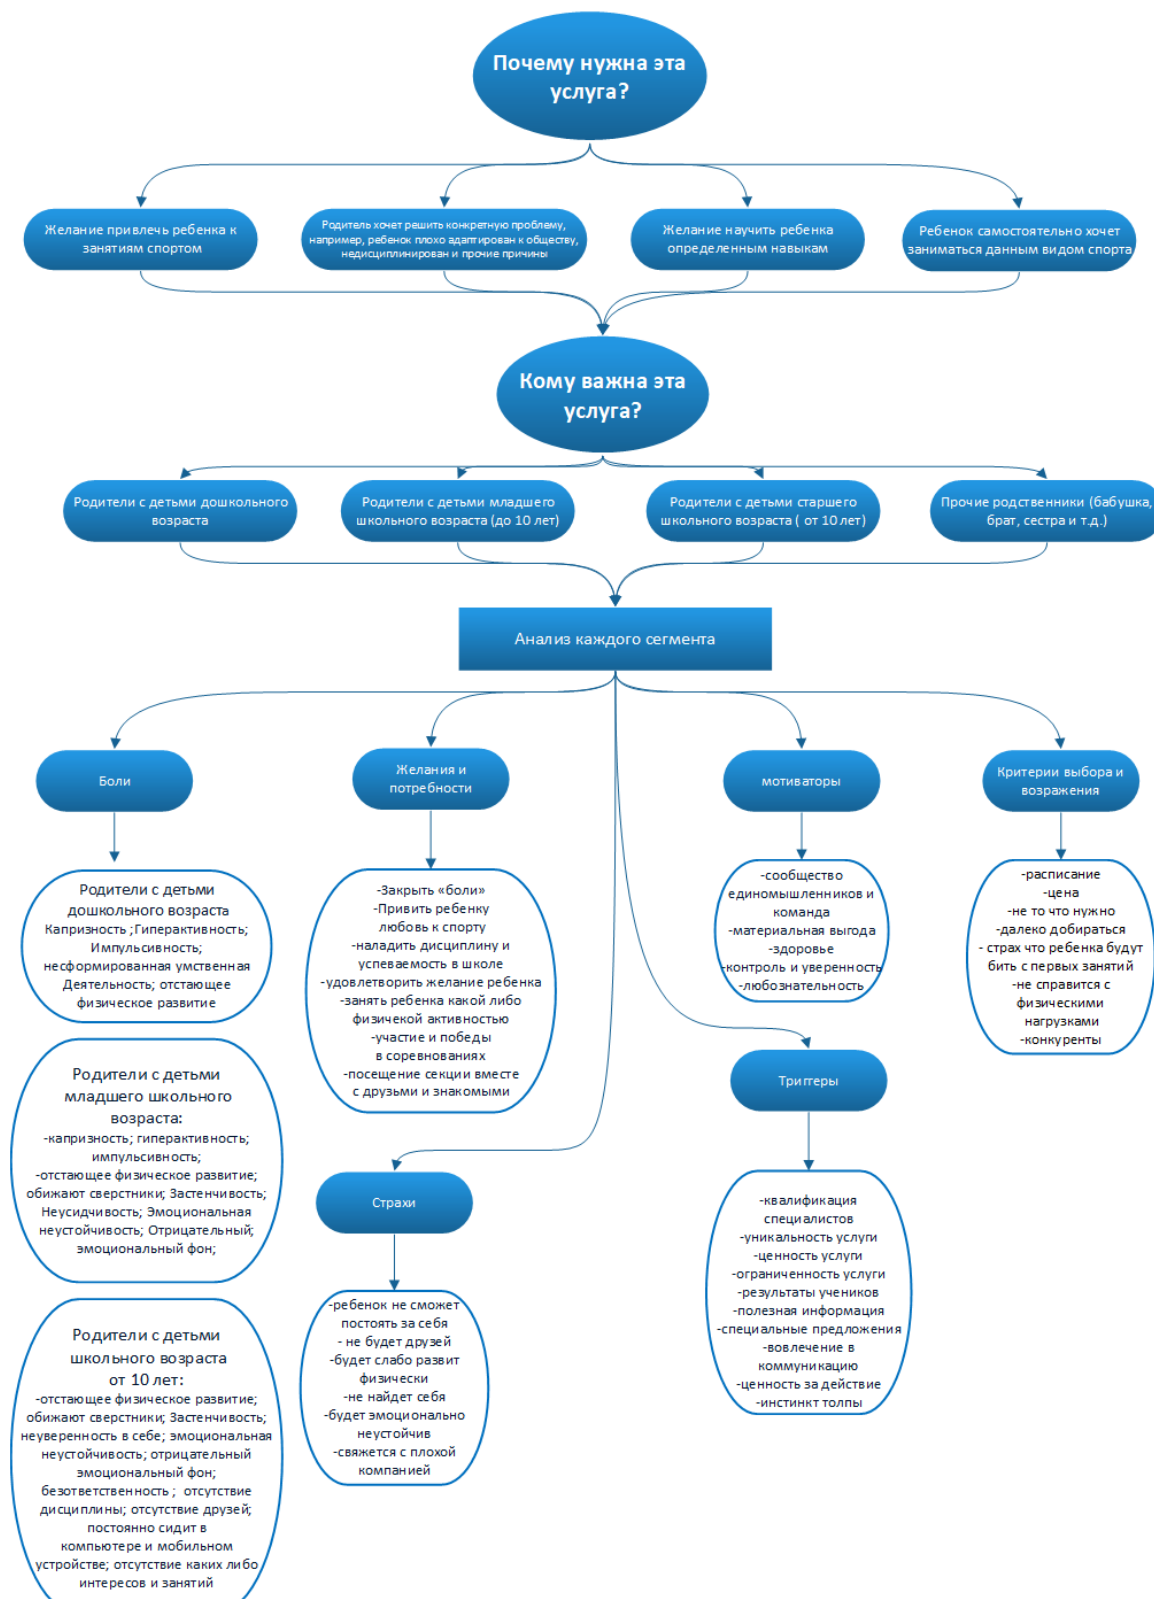 Почему нужна эта
услуга?
Желание привлечь ребенка к
занятиям спортом
Родитель хочет решить конкретную проблему,
например, ребенок плохо адаптирован к обществу,
недисциплинирован и прочие причины
Желание научить ребенка
определенным навыкам
Ребенок самостоятельно хочет
заниматься данным видом спорта
Кому важна эта
услуга?
Родители с детьми дошкольного
возраста
Родители с детьми младшего
школьного возраста (до 10 лет)
Родители с детьми старшего
школьного возраста ( от 10 лет)
Прочие родственники (бабушка,
брат, сестра и т.д.)
Анализ каждого сегмента
Боли
Желания и
потребности
мотиваторы
Критерии выбора и
возражения
Родители с детьми
дошкольного возраста
Капризность ;Гиперактивность;
Импульсивность;
несформированная умственная
Деятельность; отстающее
физическое развитие
-Закрыть «боли»
-Привить ребенку
любовь к спорту
-наладить дисциплину и
успеваемость в школе
-удовлетворить желание ребенка
-занять ребенка какой либо
физичекой активностью
-участие и победы
в соревнованиях
-посещение секции вместе
с друзьми и знакомыми
-сообщество
единомышленников и
команда
-материальная выгода
-здоровье
-контроль и уверенность
-любознательность
-расписание
-цена
-не то что нужно
-далеко добираться
- страх что ребенка будут
бить с первых занятий
-не справится с
физическими
нагрузками
-конкуренты
Родители с детьми
младшего школьного
возраста:
-капризность; гиперактивность;
импульсивность;
-отстающее физическое развитие;
обижают сверстники; Застенчивость;
Неусидчивость; Эмоциональная
неустойчивость; Отрицательный;
эмоциональный фон;
Триггеры
-квалификация
специалистов
-уникальность услуги
-ценность услуги
-ограниченность услуги
-результаты учеников
-полезная информация
-специальные предложения
-вовлечение в
коммуникацию
-ценность за действие
-инстинкт толпы
Страхи
-ребенок не сможет
постоять за себя
- не будет друзей
-будет слабо развит
физически
-не найдет себя
-будет эмоционально
неустойчив
-свяжется с плохой
компанией
Родители с детьми
школьного возраста
от 10 лет:
-отстающее физическое развитие;
обижают сверстники; Застенчивость;
неуверенность в себе; эмоциональная
неустойчивость; отрицательный
эмоциональный фон;
безответственность ; отсутствие
дисциплины; отсутствие друзей;
постоянно сидит в
компьютере и мобильном
устройстве; отсутствие каких либо
интересов и занятий